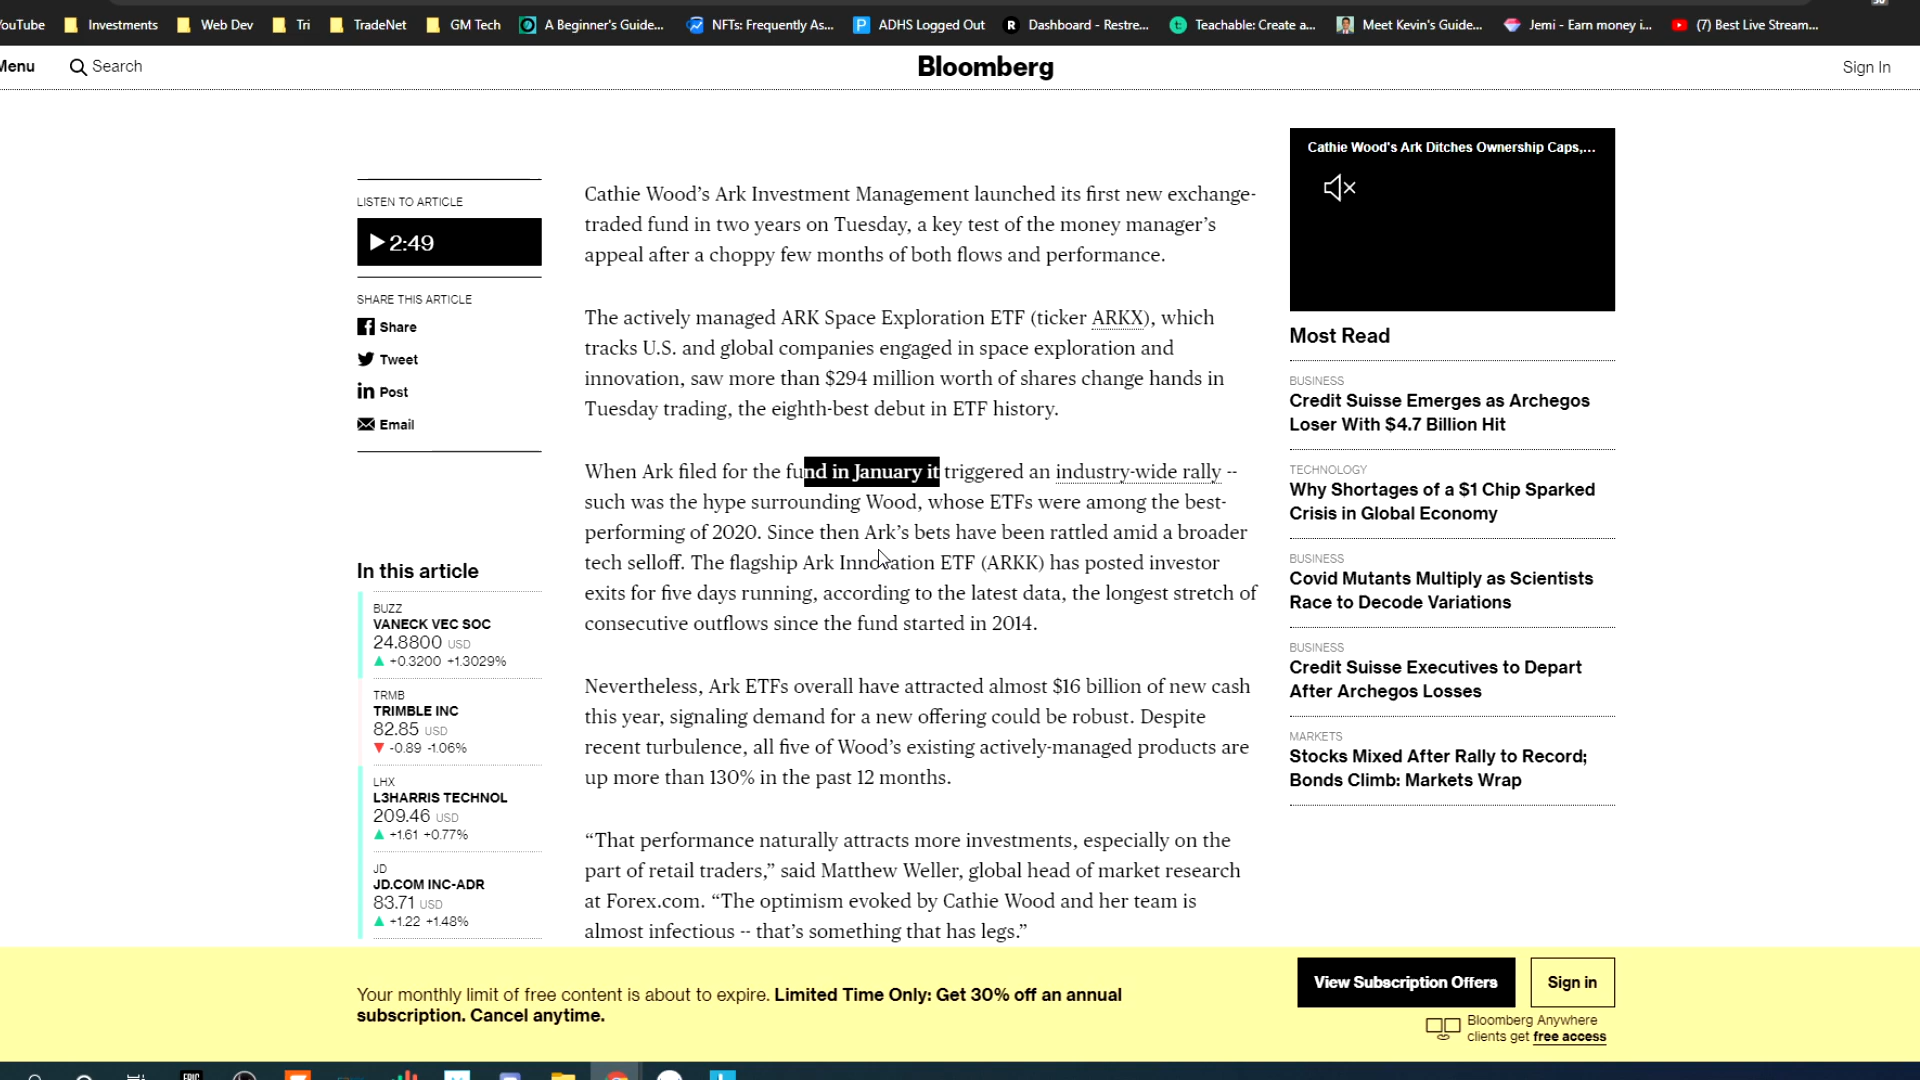 YouTube
Investments
Web Dev
Tri
TradeNet
GM Tech
A Beginner's Guide...
NFTs: Frequently As...
ADHS Logged Out
Dashboard - Restre...
Teachable: Create a...
Meet Kevin's Guide...
Jemi - Earn money i...
(7) Best Live Stream...
Menu
Search
Bloomberg
Sign In
LISTEN TO ARTICLE
2:49
SHARE THIS ARTICLE
Share
Tweet
Post
Email
In this article
BUZZ
VANECK VEC SOC
24.8800 USD
+0.3200 +1.3029%
TRMB
TRIMBLE INC
82.85 USD
-0.89 -1.06%
LHX
L3HARRIS TECHNOL
209.46 USD
+1.61 +0.77%
JD
JD.COM INC-ADR
83.71 USD
+1.22 +1.48%
Cathie Wood’s Ark Investment Management launched its first new exchange-
traded fund in two years on Tuesday, a key test of the money manager’s
appeal after a choppy few months of both flows and performance.
The actively managed ARK Space Exploration ETF (ticker ARKX), which
tracks U.S. and global companies engaged in space exploration and
innovation, saw more than $294 million worth of shares change hands in
Tuesday trading, the eighth-best debut in ETF history.
When Ark filed for the fund in January it triggered an industry-wide rally --
such was the hype surrounding Wood, whose ETFs were among the best-
performing of 2020. Since then Ark’s bets have been rattled amid a broader
tech selloff. The flagship Ark Innovation ETF (ARKK) has posted investor
exits for five days running, according to the latest data, the longest stretch of
consecutive outflows since the fund started in 2014.
Nevertheless, Ark ETFs overall have attracted almost $16 billion of new cash
this year, signaling demand for a new offering could be robust. Despite
recent turbulence, all five of Wood’s existing actively-managed products are
up more than 130% in the past 12 months.
“That performance naturally attracts more investments, especially on the
part of retail traders,” said Matthew Weller, global head of market research
at Forex.com. “The optimism evoked by Cathie Wood and her team is
almost infectious -- that’s something that has legs.”
Cathie Wood's Ark Ditches Ownership Caps,...
Most Read
BUSINESS
Credit Suisse Emerges as Archegos
Loser With $4.7 Billion Hit
TECHNOLOGY
Why Shortages of a $1 Chip Sparked
Crisis in Global Economy
BUSINESS
Covid Mutants Multiply as Scientists
Race to Decode Variations
BUSINESS
Credit Suisse Executives to Depart
After Archegos Losses
MARKETS
Stocks Mixed After Rally to Record;
Bonds Climb: Markets Wrap
Your monthly limit of free content is about to expire. Limited Time Only: Get 30% off an annual
subscription. Cancel anytime.
View Subscription Offers
Sign in
Bloomberg Anywhere
clients get free access